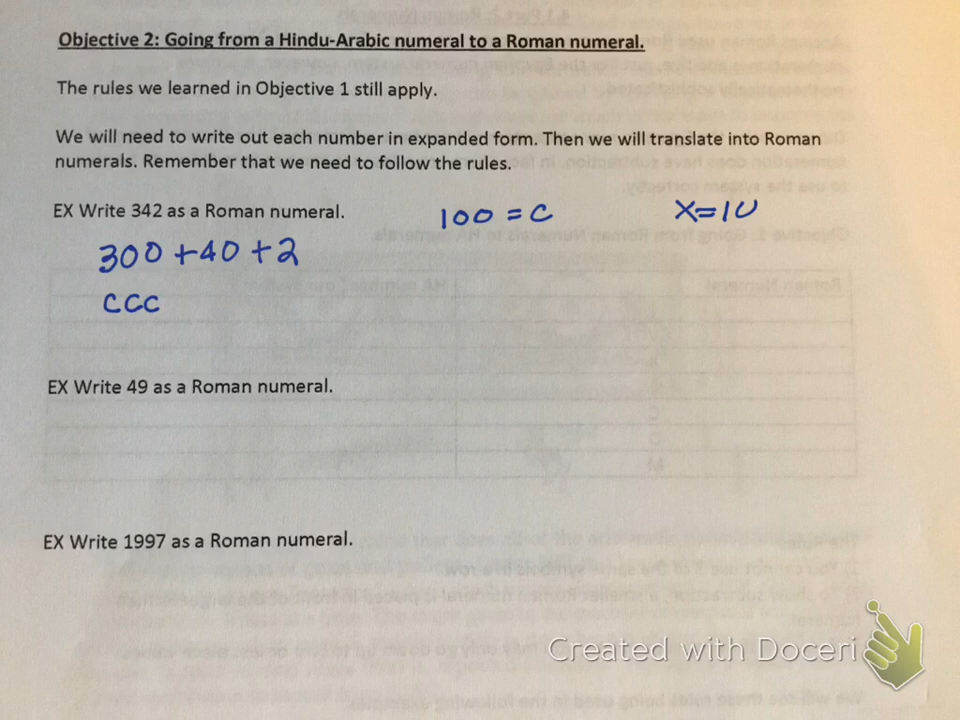 Objective 2: Going from a Hindu-Arabic numeral to a Roman numeral.
The rules we learned in Objective 1 still apply.
We will need to write out each number in expanded form. Then we will translate into Roman
numerals. Remember that we need to follow the rules.
EX Write 342 as a Roman numeral.
100 = C
X=10
300+40+2
CCC
EX Write 49 as a Roman numeral.
EX Write 1997 as a Roman numeral.
Created with Doceri